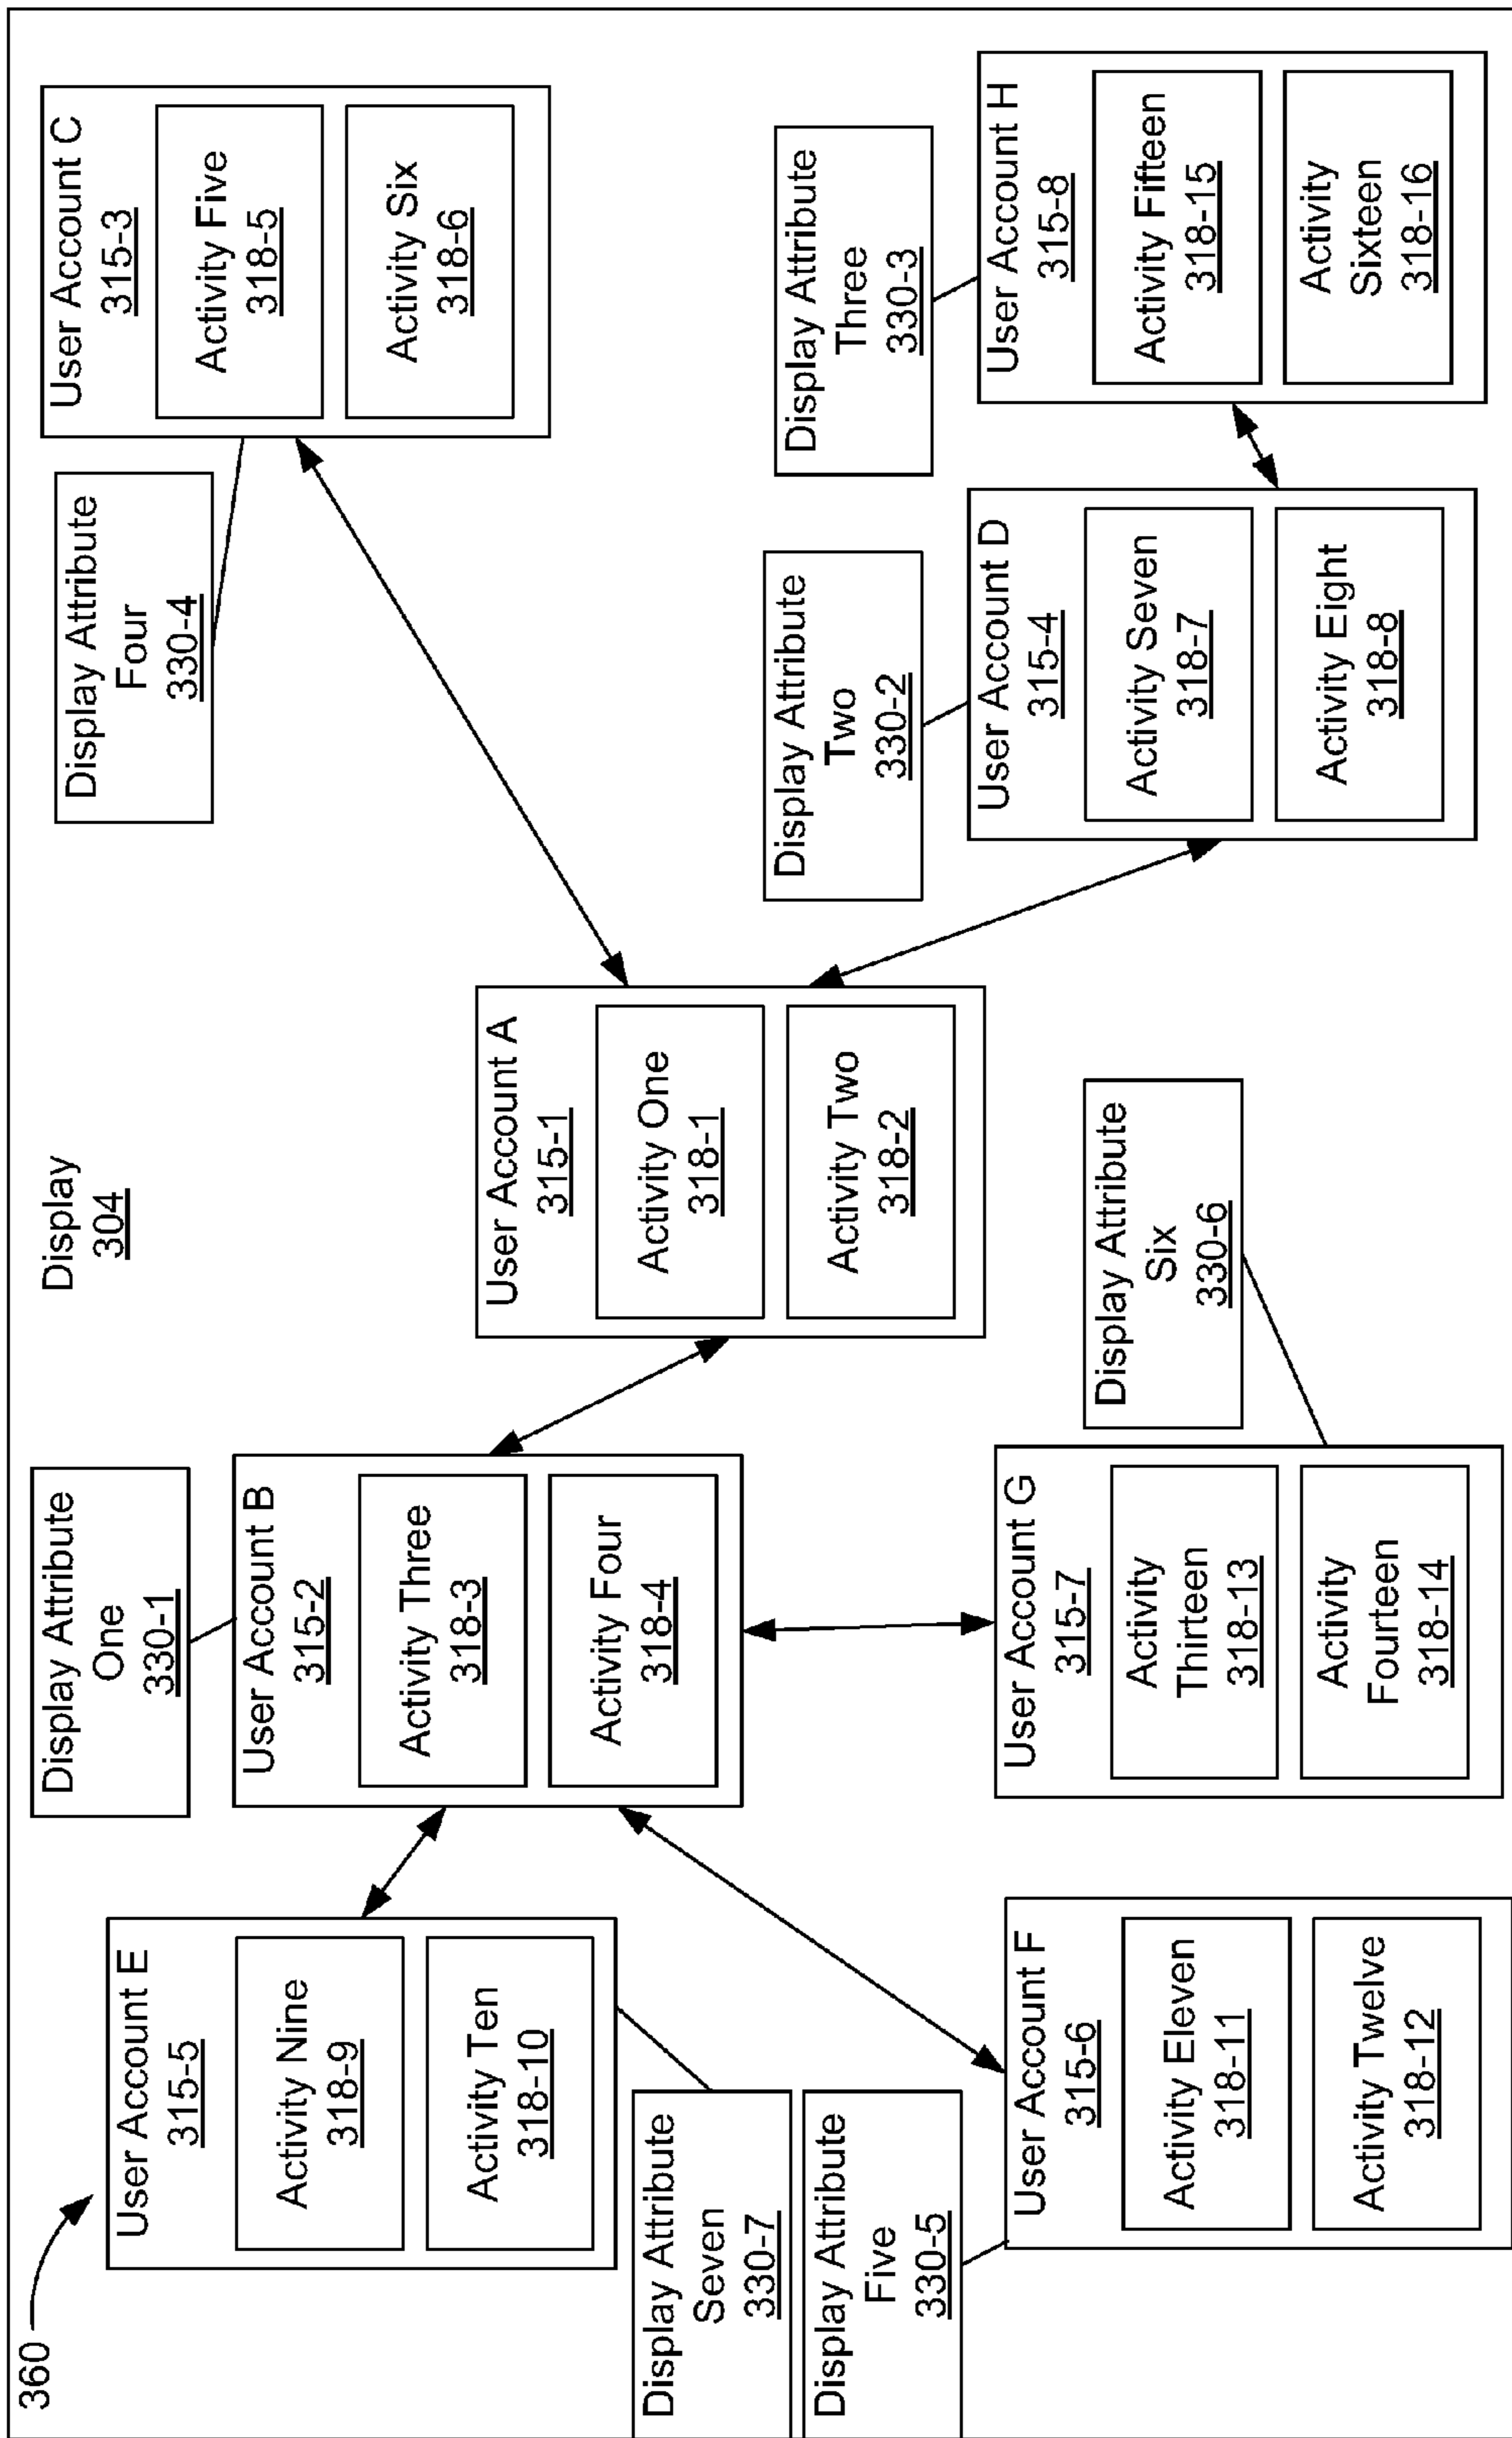 360
Display
304
User Account E
315-5
Activity Nine
318-9
Activity Ten
318-10
Display Attribute
Seven
330-7
Display Attribute
Five
330-5
User Account F
315-6
Activity Eleven
318-11
Activity Twelve
318-12
Display Attribute
One
330-1
User Account B
315-2
Activity Three
318-3
Activity Four
318-4
User Account G
315-7
Activity
Thirteen
318-13
Activity
Fourteen
318-14
Display Attribute
Six
330-6
User Account A
315-1
Activity One
318-1
Activity Two
318-2
Display Attribute
Four
330-4
User Account C
315-3
Activity Five
318-5
Activity Six
318-6
Display Attribute
Two
330-2
User Account D
315-4
Activity Seven
318-7
Activity Eight
318-8
Display Attribute
Three
330-3
User Account H
315-8
Activity Fifteen
318-15
Activity
Sixteen
318-16